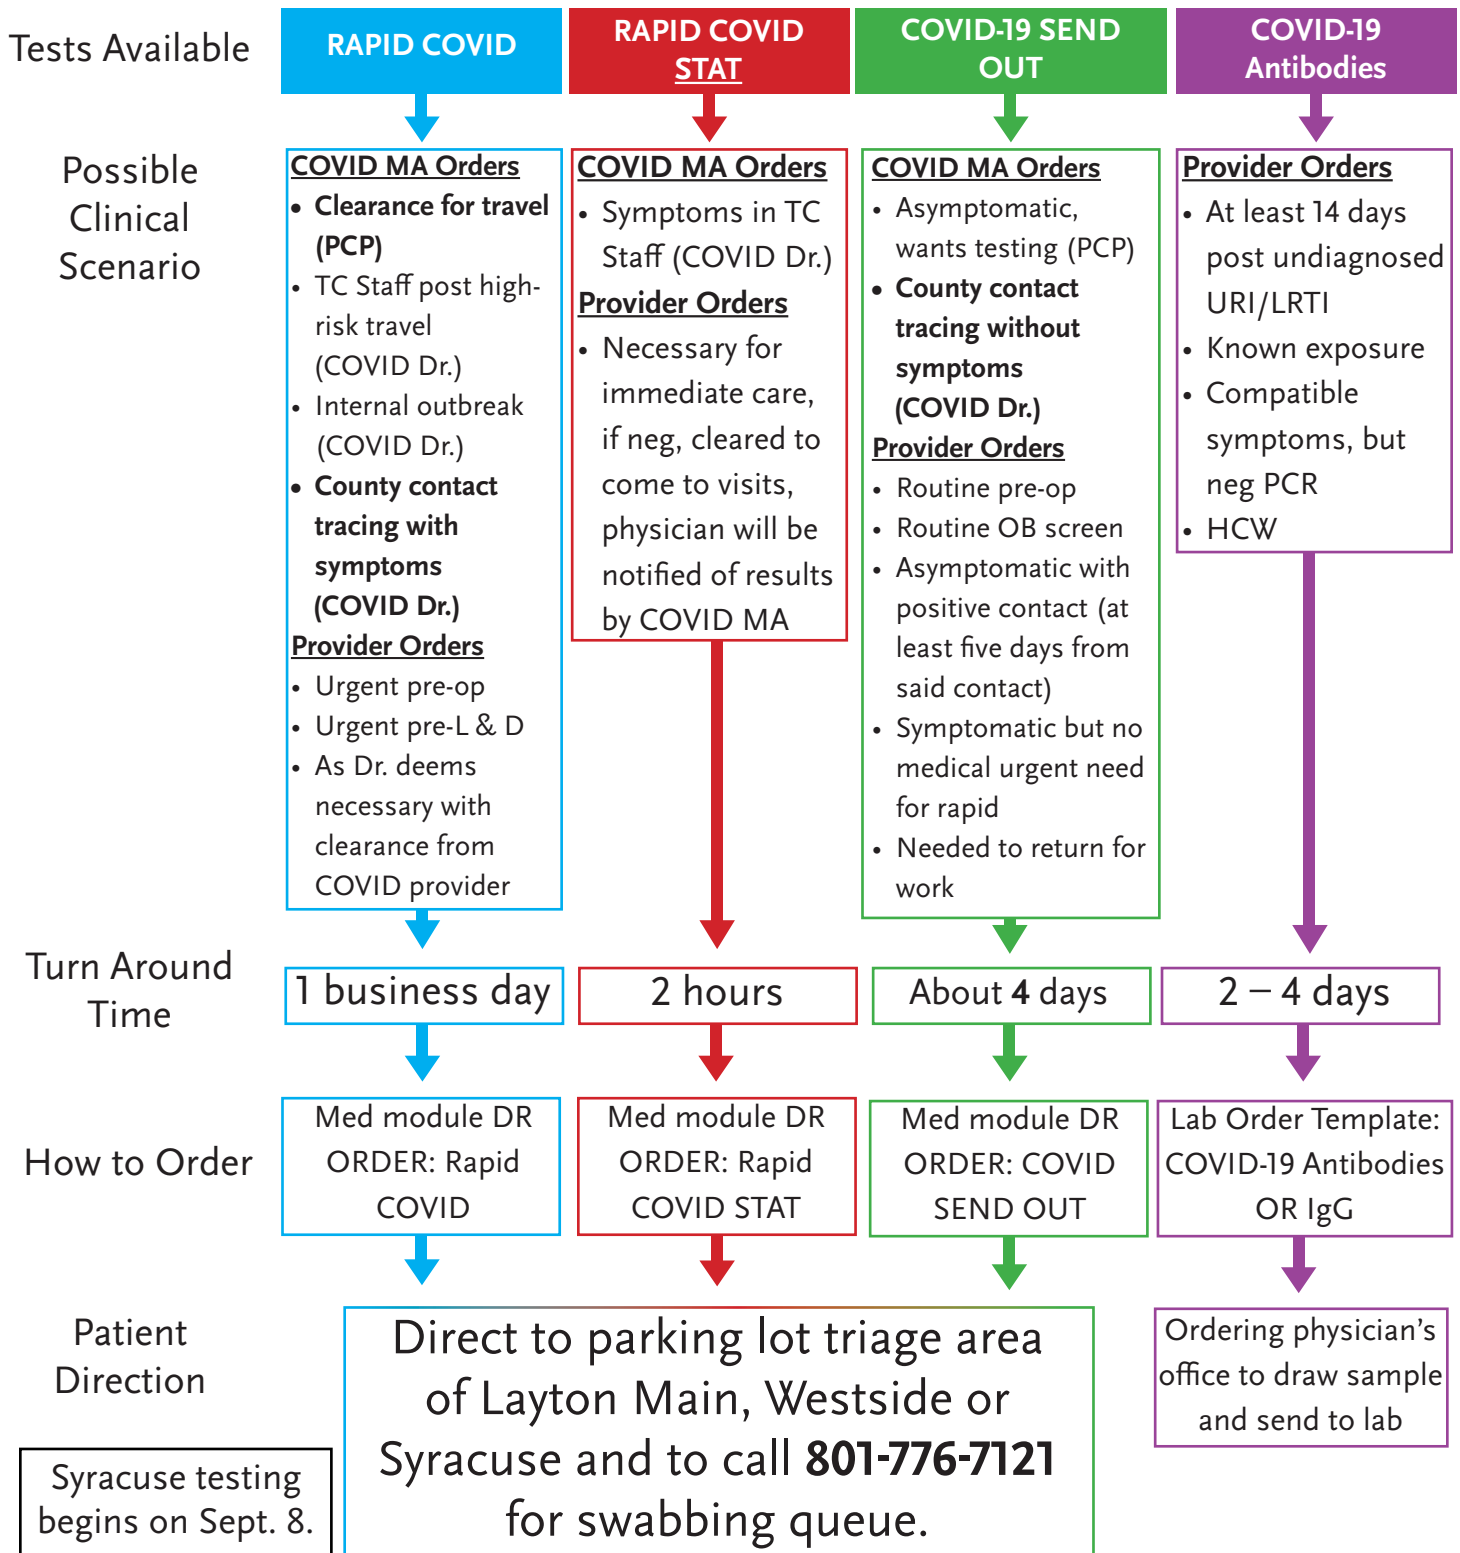 Tests Available
RAPID COVID
RAPID COVID
STAT
COVID-19 SEND
OUT
COVID-19
Antibodies
Possible
Clinical
Scenario
COVID MA Orders
• Clearance for travel
(PCP)
• TC Staff post high-
risk travel
(COVID Dr.)
• Internal outbreak
(COVID Dr.)
• County contact
tracing with
symptoms
(COVID Dr.)
Provider Orders
• Urgent pre-op
• Urgent pre-L & D
• As Dr. deems
necessary with
clearance from
COVID provider
COVID MA Orders
• Symptoms in TC
Staff (COVID Dr.)
Provider Orders
• Necessary for
immediate care,
if neg, cleared to
come to visits,
physician will be
notified of results
by COVID MA
COVID MA Orders
• Asymptomatic,
wants testing (PCP)
• County contact
tracing without
symptoms
(COVID Dr.)
Provider Orders
• Routine pre-op
• Routine OB screen
• Asymptomatic with
positive contact (at
least five days from
said contact)
• Symptomatic but no
medical urgent need
for rapid
• Needed to return for
work
Provider Orders
• At least 14 days
post undiagnosed
URI/LRTI
• Known exposure
• Compatible
symptoms, but
neg PCR
• HCW
Turn Around
Time
1 business day
2 hours
About 4 days
2 – 4 days
How to Order
Med module DR
ORDER: Rapid
COVID
Med module DR
ORDER: Rapid
COVID STAT
Med module DR
ORDER: COVID
SEND OUT
Lab Order Template:
COVID-19 Antibodies
OR IgG
Patient
Direction
Direct to parking lot triage area
of Layton Main, Westside or
Syracuse and to call 801-776-7121
for swabbing queue.
Ordering physician's
office to draw sample
and send to lab
Syracuse testing
begins on Sept. 8.